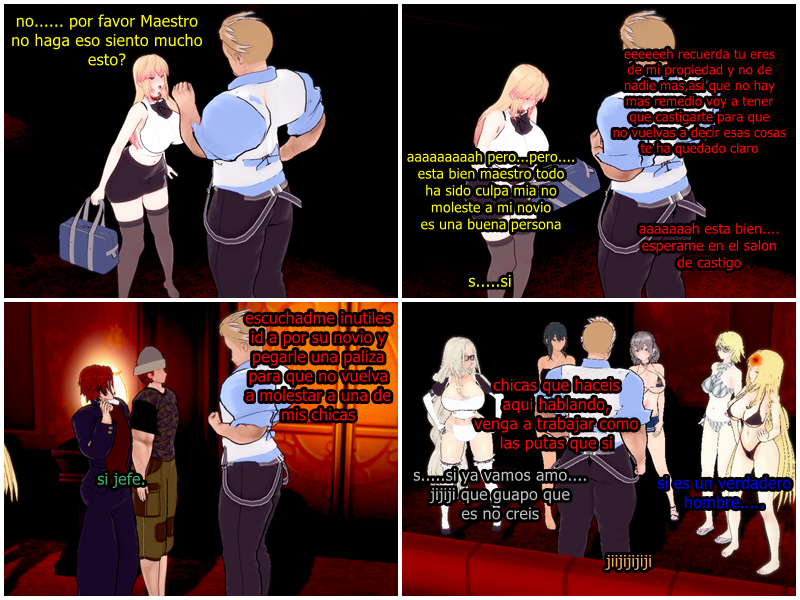 no...... por favor Maestro
no haga eso siento mucho
esto?
eeeeeeh recuerda tu eres
de mi propiedad y no de
nadie mas,asi que no hay
mas remedio voy a tener
que castigarte para que
no vuelvas a decir esas cosas
te ha quedado claro
aaaaaaaaah pero...pero....
esta bien maestro todo
ha sido culpa mia no
moleste a mi novio
es una buena persona
aaaaaaah esta bien....
esperame en el salon
de castigo
s.....si
escuchadme inutiles
id a por su novio y
pegarle una paliza
para que no vuelva
a molestar a una de
mis chicas
si jefe.
chicas que haceis
aqui hablando,
venga a trabajar como
las putas que si
s.....si ya vamos amo....
jijiji que guapo que
es no creis
si es un verdadero
hombre.....
jiijijijiji